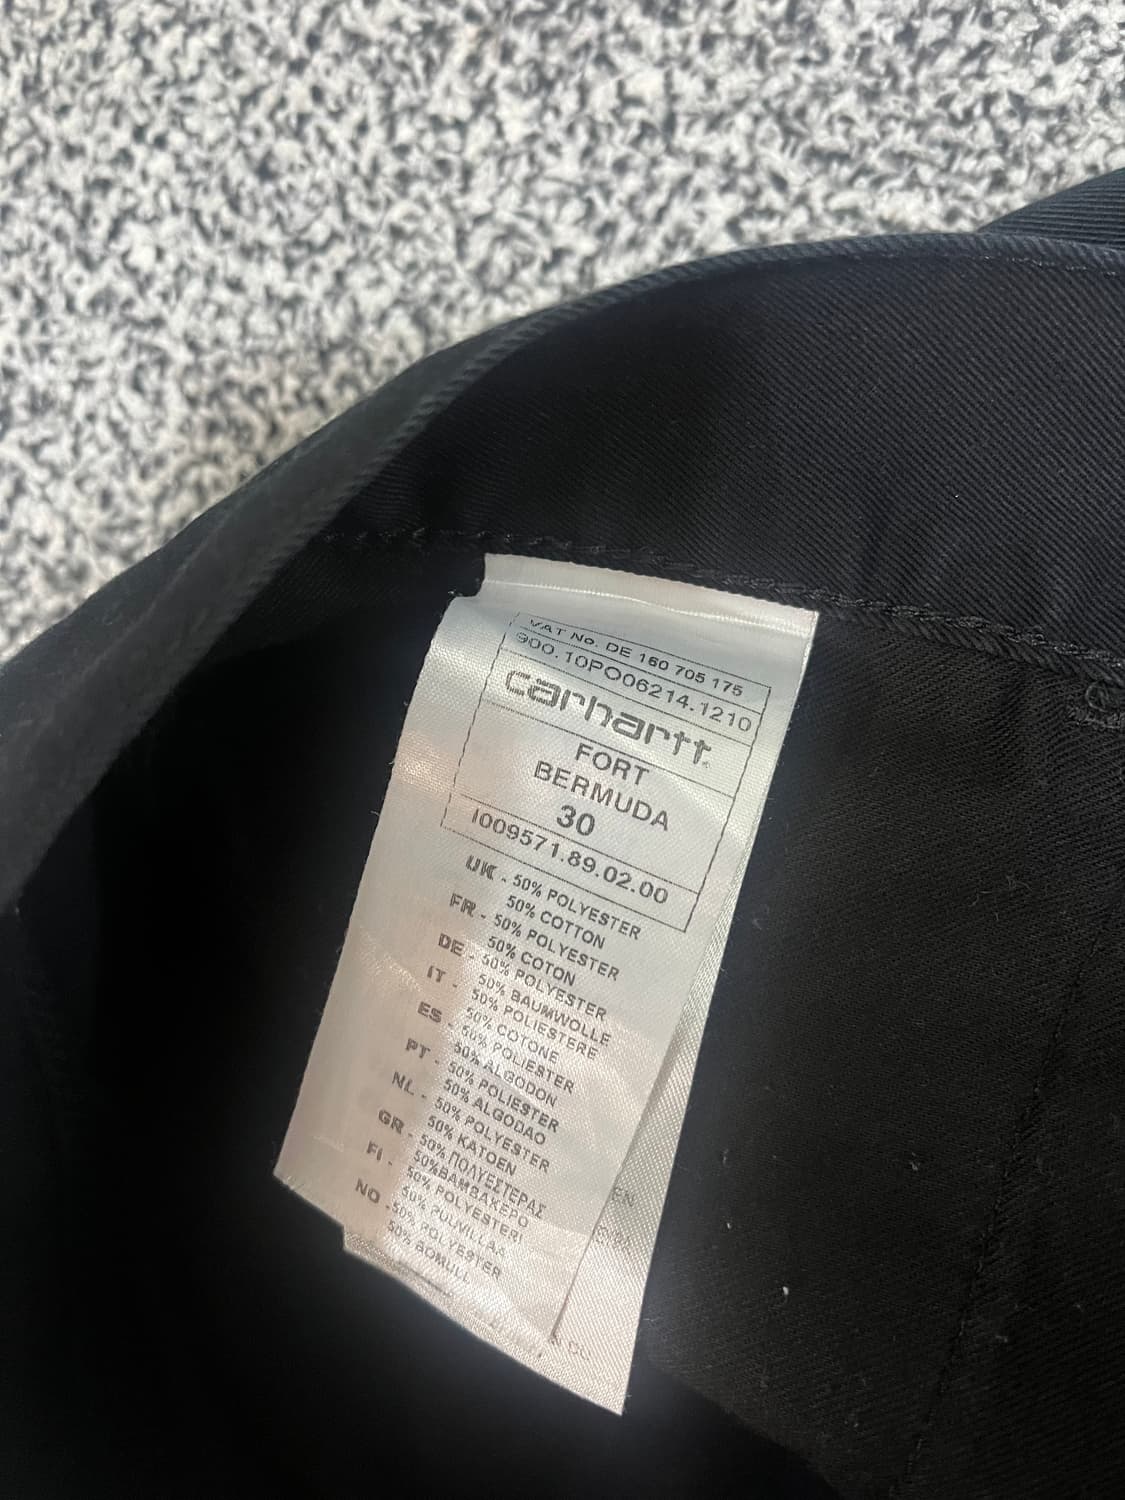 VAT No. DE 160 705 175
900.10PO06214.1210
carhartt
FORT
BERMUDA
30
I009571.89.02.00
UK - 50% POLYESTER
50% COTTON
FR - 50% POLYESTER
50% COTON
DE - 50% POLYESTER
50% BAUMWOLLE
IT - 50% POLIESTERE
50% COTONE
ES - 50% POLIESTER
50% ALGODON
PT - 50% POLIESTER
50% ALGODAO
NL - 50% POLYESTER
50% KATOEN
GR - 50% ΠΟΛΥΕΣΤΕΡΑΣ
50%ΒΑΜΒΑΚΕΡΟ
FI - 50% POLYESTERI
50% PUUVILLAA
NO -50% POLYESTER
50% BOMULL